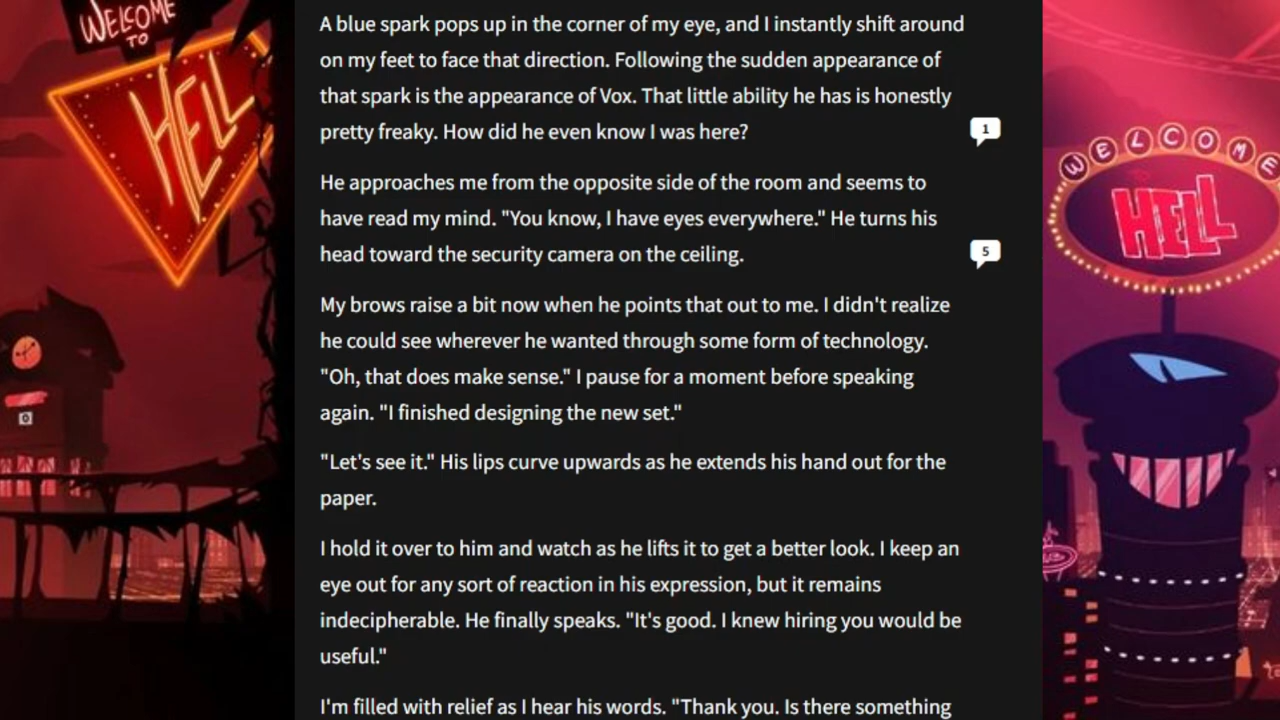 WELCOME
TO
HELL
A blue spark pops up in the corner of my eye, and I instantly shift around
on my feet to face that direction. Following the sudden appearance of
that spark is the appearance of Vox. That little ability he has is honestly
pretty freaky. How did he even know I was here?
1
He approaches me from the opposite side of the room and seems to
have read my mind. "You know, I have eyes everywhere." He turns his
head toward the security camera on the ceiling.
5
My brows raise a bit now when he points that out to me. I didn't realize
he could see wherever he wanted through some form of technology.
"Oh, that does make sense." I pause for a moment before speaking
again. "I finished designing the new set."
"Let's see it." His lips curve upwards as he extends his hand out for the
paper.
I hold it over to him and watch as he lifts it to get a better look. I keep an
eye out for any sort of reaction in his expression, but it remains
indecipherable. He finally speaks. "It's good. I knew hiring you would be
useful."
I'm filled with relief as I hear his words. "Thank you. Is there something
WELCOME
HELL